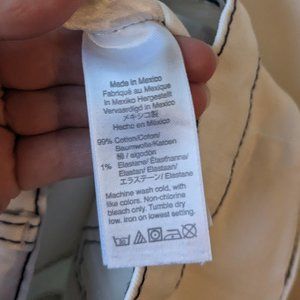 Made in Mexico
Fabriqué au Mexique
In Mexiko Hergestellt
Vervaardigd in Mexico
メキシコ製
Hecho en México
99% Cotton/Coton/
Baumwolle/Katoen
綿 / algodón
1% Elastane/Élasthanne/
Elastan/Elastaan/
エラステーン/Elastane
Machine wash cold, with
like colors. Non-chlorine
bleach only. Tumble dry
low. Iron on lowest setting.